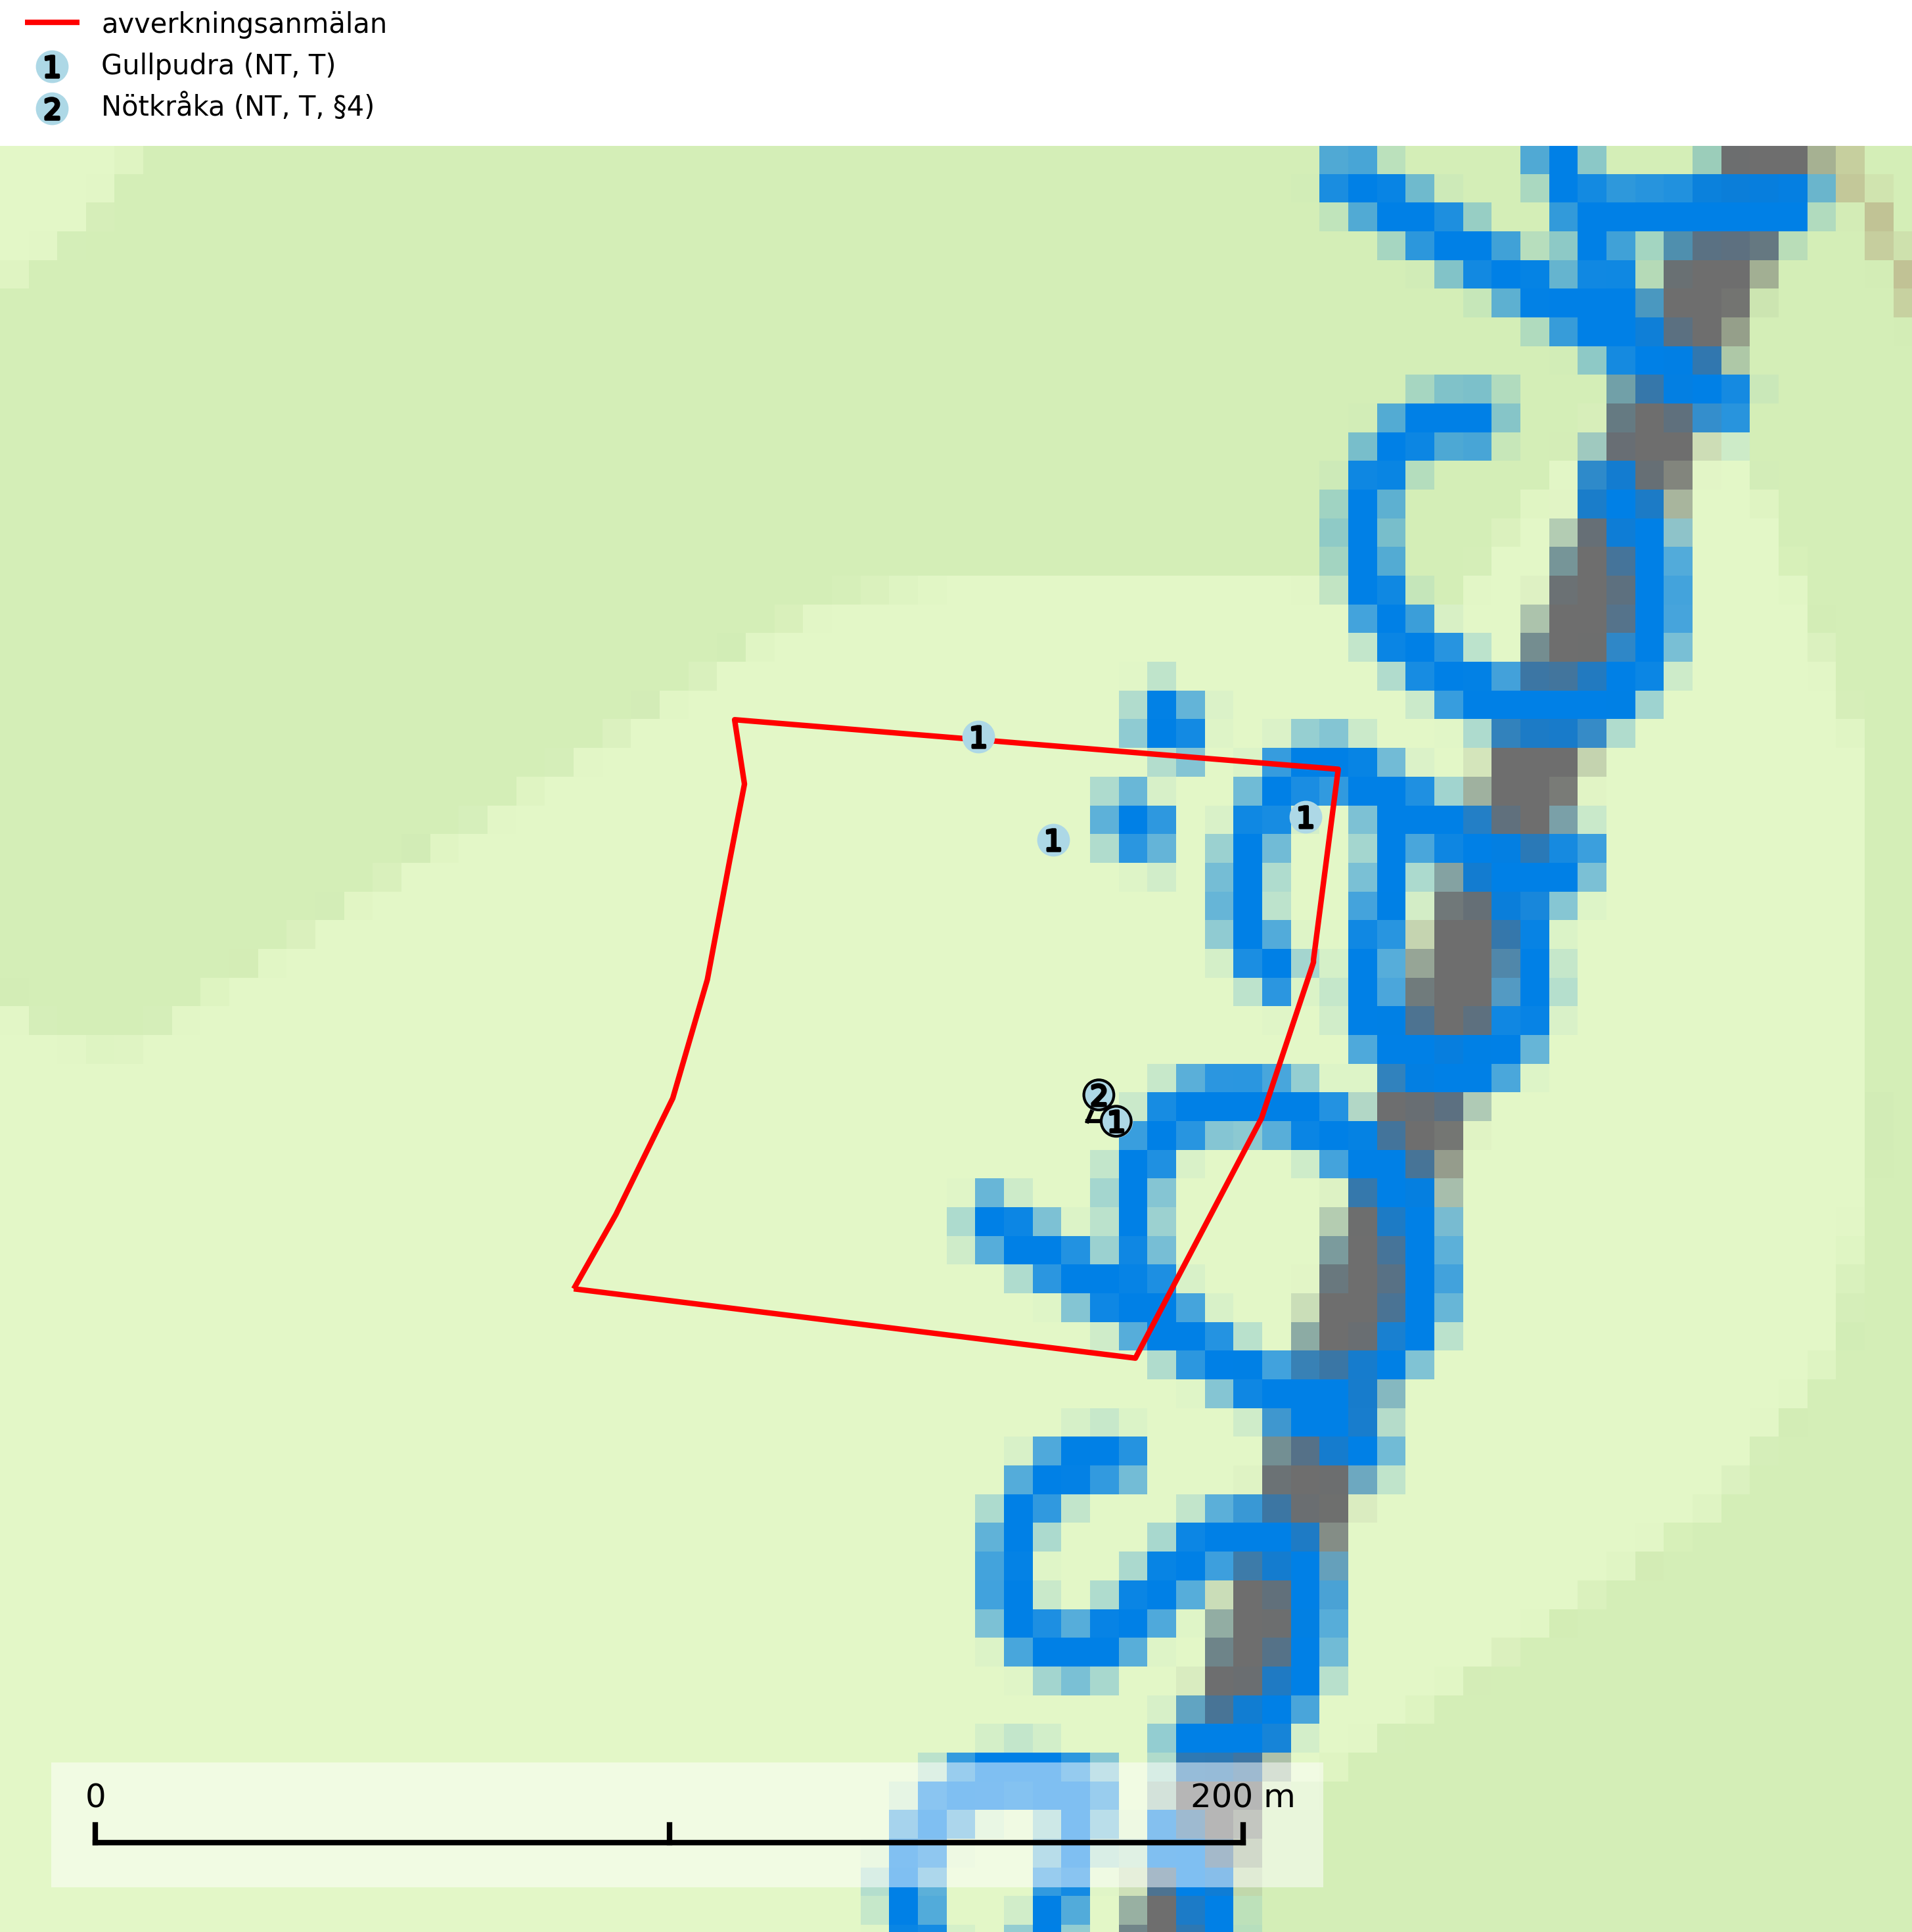 avverkningsanmälan
1 Gullpudra (NT, T)
2 Nötkråka (NT, T, §4)
1
1
1
2
1
0 200 m